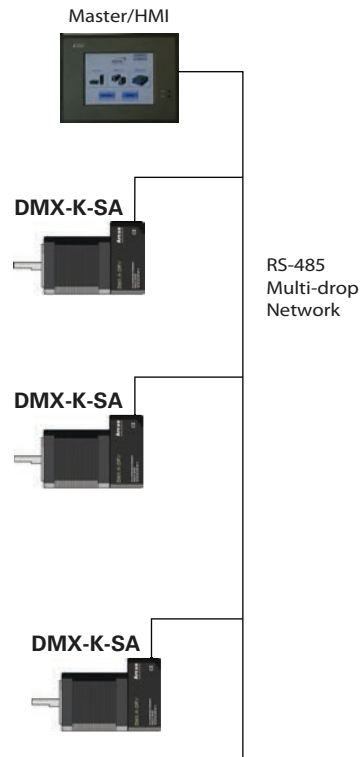 Master/HMI
DMX-K-SA
RS-485
Multi-drop
Network
DMX-K-SA
DMX-K-SA